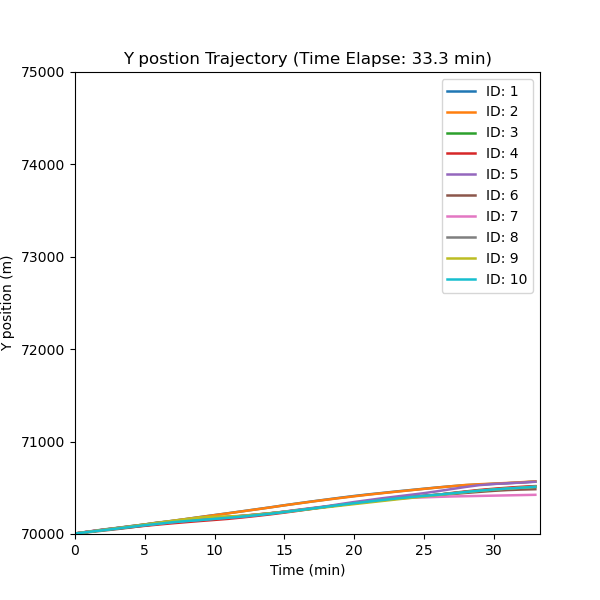 Y postion Trajectory (Time Elapse: 33.3 min)
75000
74000
73000
72000
71000
70000
Y position (m)
0 5 10 15 20 25 30
Time (min)
ID: 1
ID: 2
ID: 3
ID: 4
ID: 5
ID: 6
ID: 7
ID: 8
ID: 9
ID: 10